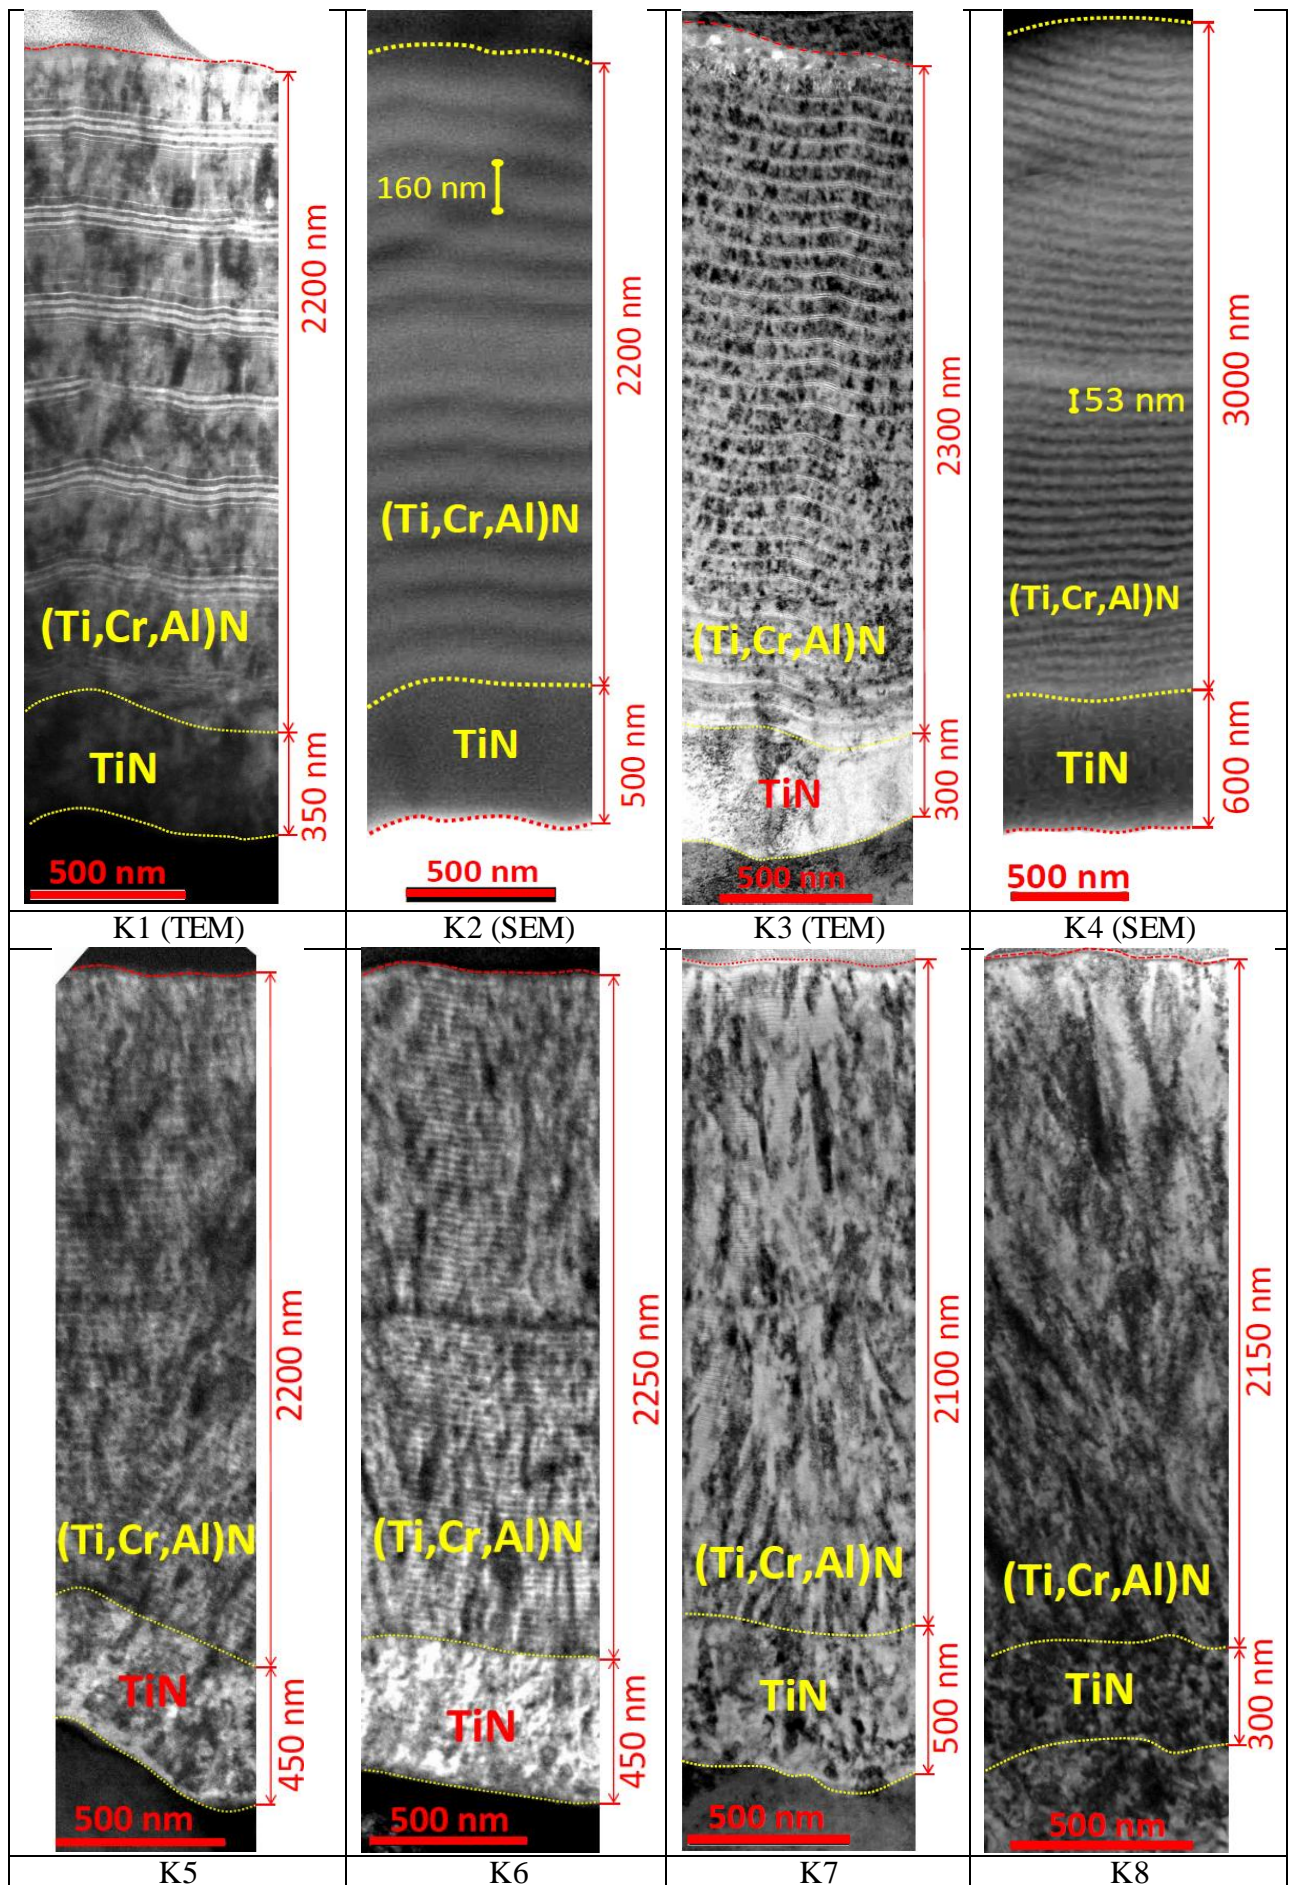 2200 nm
(Ti,Cr,Al)N
TiN
350 nm
500 nm
K1 (TEM)
160 nm
2200 nm
(Ti,Cr,Al)N
TiN
500 nm
500 nm
K2 (SEM)
2300 nm
(Ti,Cr,Al)N
TiN
300 nm
500 nm
K3 (TEM)
3000 nm
53 nm
(Ti,Cr,Al)N
TiN
600 nm
500 nm
K4 (SEM)
2200 nm
(Ti,Cr,Al)N
TiN
450 nm
500 nm
K5
2250 nm
(Ti,Cr,Al)N
TiN
450 nm
500 nm
K6
2100 nm
(Ti,Cr,Al)N
TiN
500 nm
500 nm
K7
2150 nm
(Ti,Cr,Al)N
TiN
300 nm
500 nm
K8